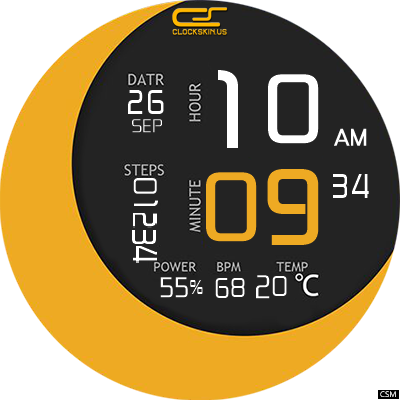 CLOCKSKIN.US
DATR
26
SEP
HOUR
10
AM
STEPS
01234
MINUTE
09
34
POWER
55%
BPM
68
TEMP
20 °C
CSM